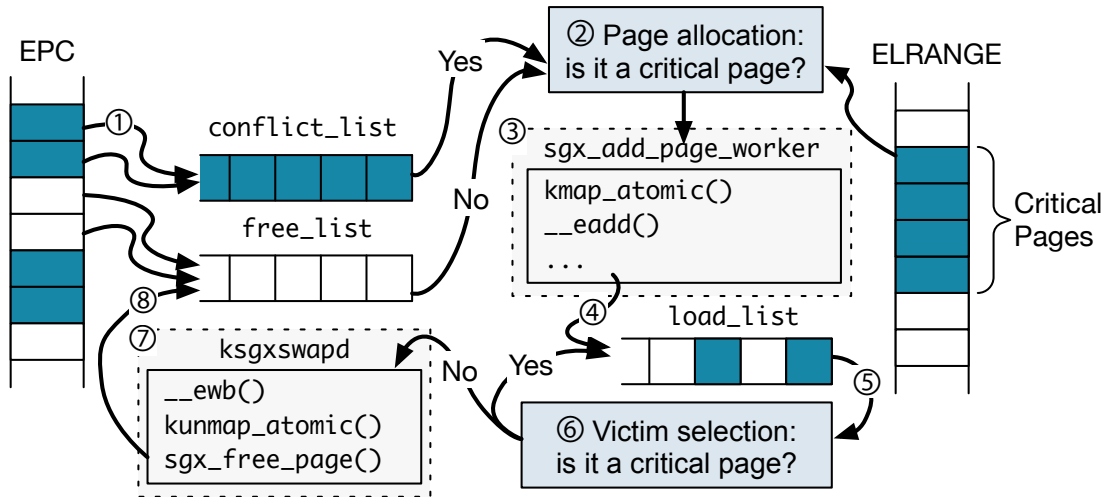 EPC
① conflict_list
free_list
Yes
No
② Page allocation:
is it a critical page?
ELRANGE
③ sgx_add_page_worker
kmap_atomic()
__eadd()
...
Critical
Pages
④ load_list
⑤
Yes
No
⑥ Victim selection:
is it a critical page?
⑦ ksgxswapd
__ewb()
kunmap_atomic()
sgx_free_page()
⑧